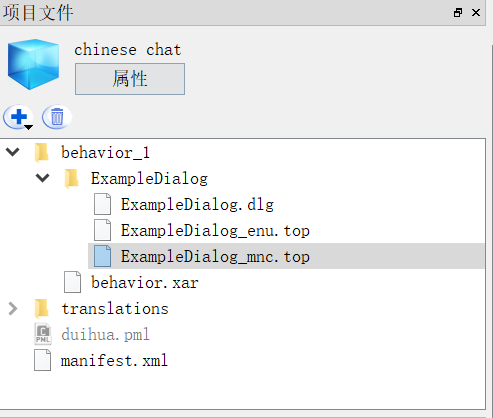 项目文件
chinese chat
属性
behavior_1
ExampleDialog
ExampleDialog.dlg
ExampleDialog_enu.top
ExampleDialog_mnc.top
behavior.xar
translations
PML
duihua.pml
manifest.xml